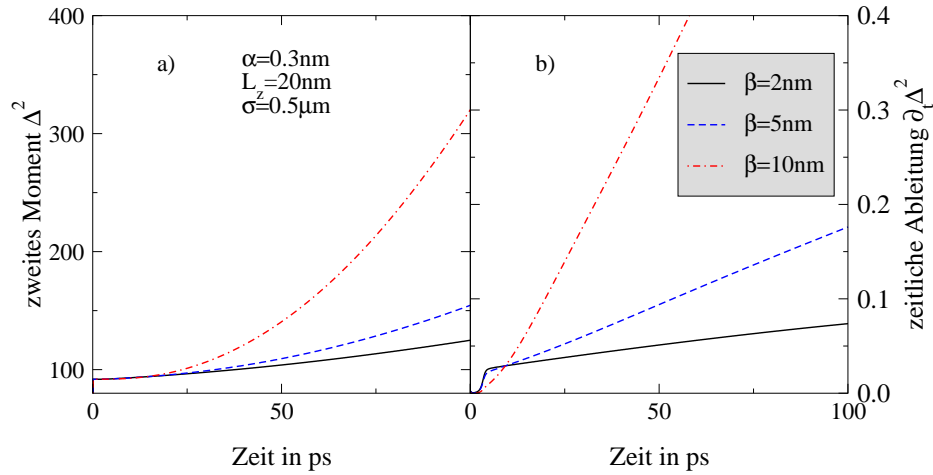 400
300
200
100
zweites Moment Δ²
a)
α=0.3nm
L_z=20nm
σ=0.5μm
0
50
Zeit in ps
b)
β=2nm
β=5nm
β=10nm
0.4
0.3
0.2
0.1
0.0
zeitliche Ableitung ∂_tΔ²
0
50
100
Zeit in ps